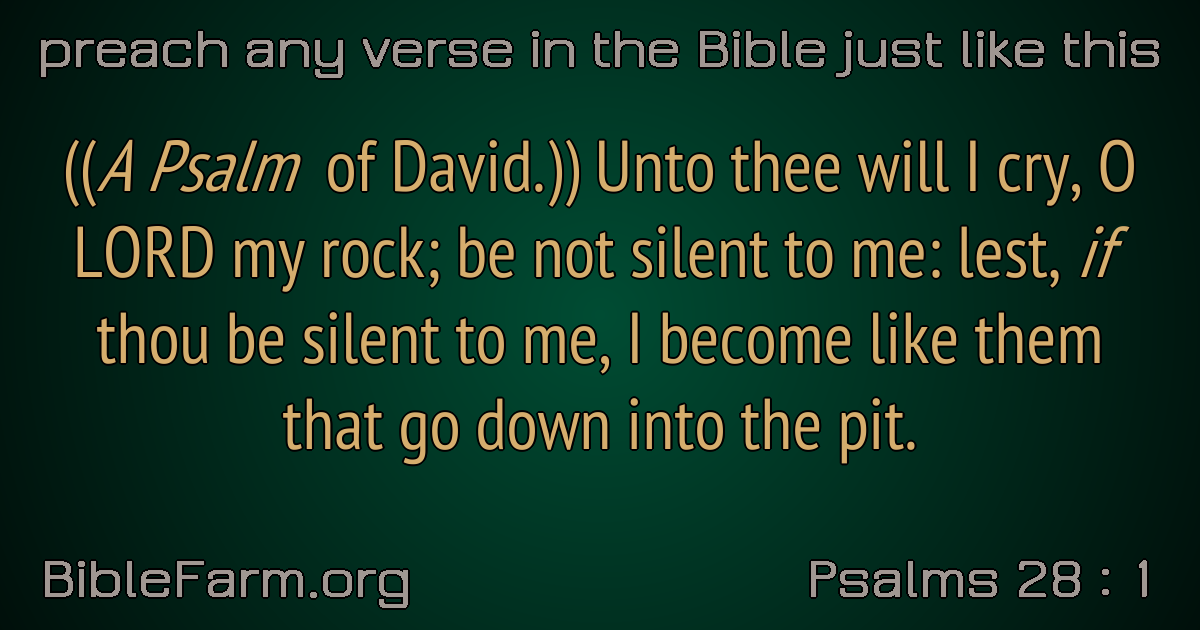 preach any verse in the Bible just like this
((A Psalm of David.)) Unto thee will I cry, O
LORD my rock; be not silent to me: lest, if
thou be silent to me, I become like them
that go down into the pit.
BibleFarm.org
Psalms 28 : 1